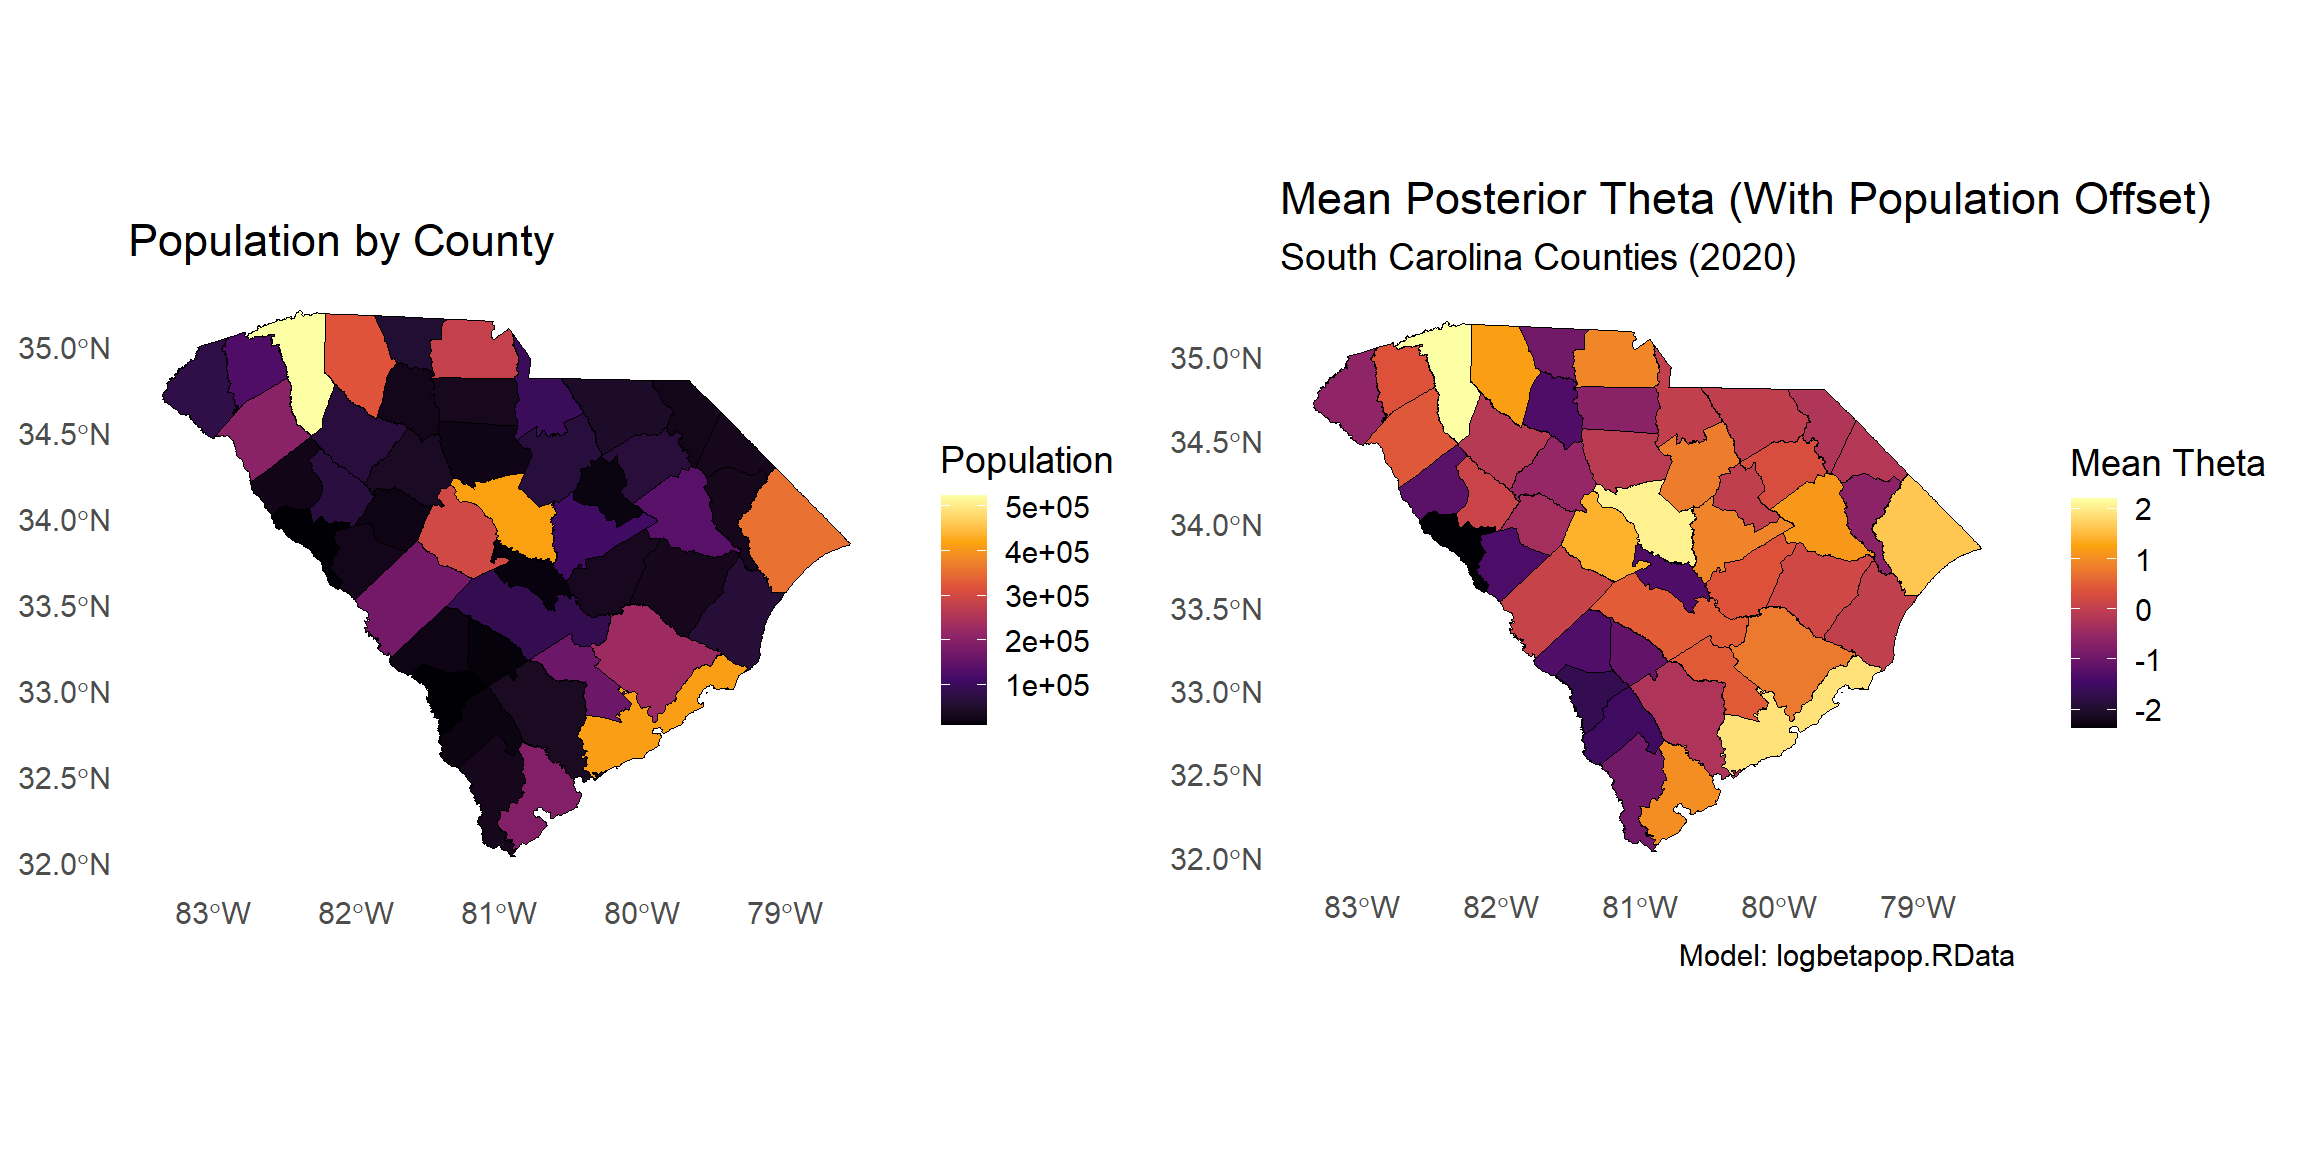 Population by County
35.0°N
34.5°N
34.0°N
33.5°N
33.0°N
32.5°N
32.0°N
83°W 82°W 81°W 80°W 79°W
Population
5e+05
4e+05
3e+05
2e+05
1e+05
Mean Posterior Theta (With Population Offset)
South Carolina Counties (2020)
35.0°N
34.5°N
34.0°N
33.5°N
33.0°N
32.5°N
32.0°N
83°W 82°W 81°W 80°W 79°W
Mean Theta
2
1
0
-1
-2
Model: logbetapop.RData